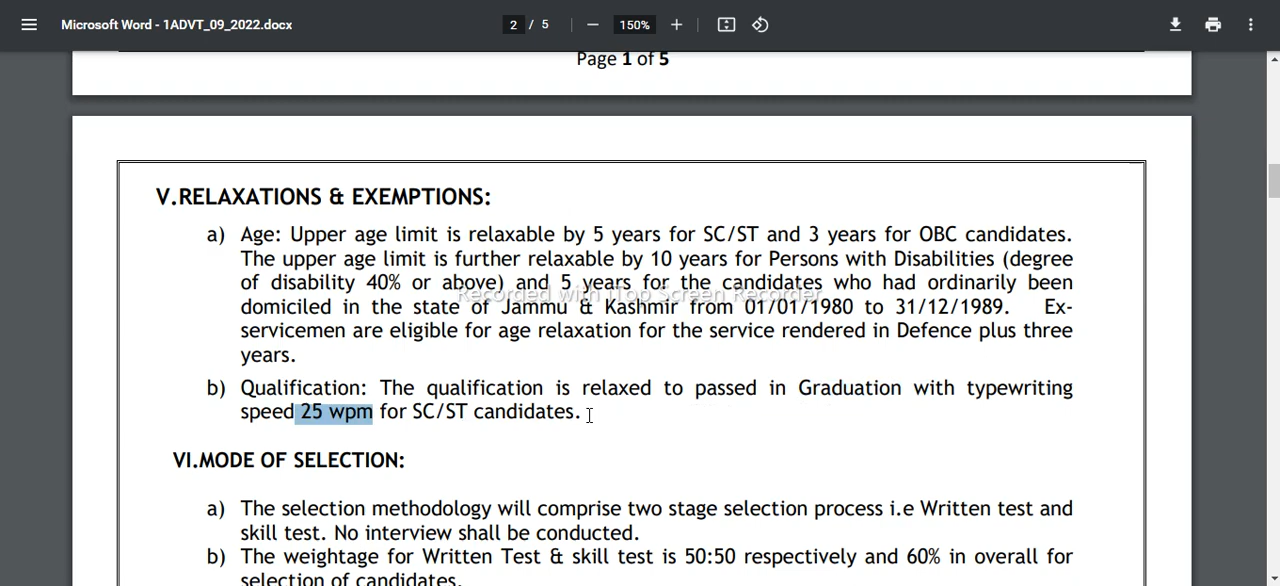 Microsoft Word - 1ADVT_09_2022.docx
2 / 5
150%
Page 1 of 5
V.RELAXATIONS & EXEMPTIONS:
a) Age: Upper age limit is relaxable by 5 years for SC/ST and 3 years for OBC candidates.
The upper age limit is further relaxable by 10 years for Persons with Disabilities (degree
of disability 40% or above) and 5 years for the candidates who had ordinarily been
Recorded with iTop Screen Recorder
domiciled in the state of Jammu & Kashmir from 01/01/1980 to 31/12/1989. Ex-
servicemen are eligible for age relaxation for the service rendered in Defence plus three
years.
b) Qualification: The qualification is relaxed to passed in Graduation with typewriting
speed 25 wpm for SC/ST candidates.
VI.MODE OF SELECTION:
a) The selection methodology will comprise two stage selection process i.e Written test and
skill test. No interview shall be conducted.
b) The weightage for Written Test & skill test is 50:50 respectively and 60% in overall for
selection of candidates.